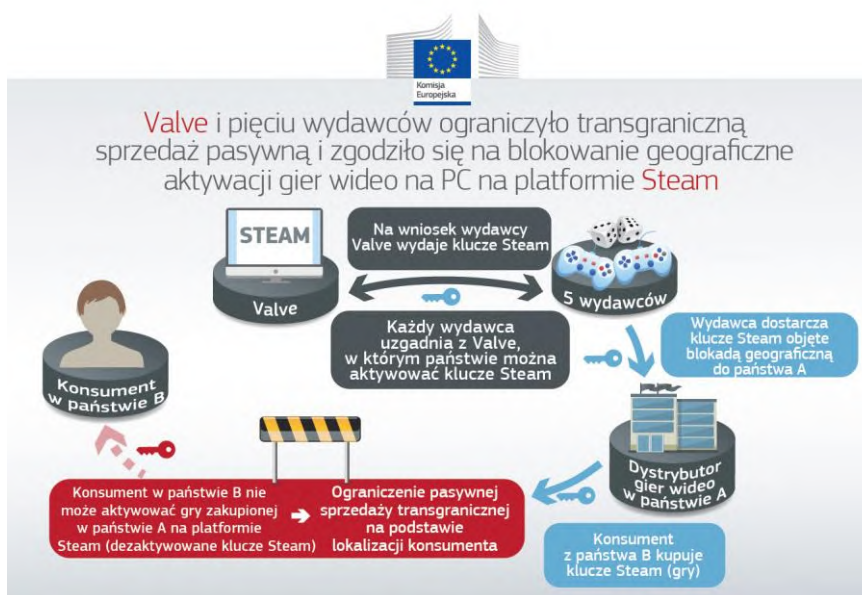 Komisja
Europejska
Valve i pięciu wydawców ograniczyło transgraniczną
sprzedaż pasywną i zgodziło się na blokowanie geograficzne
aktywacji gier wideo na PC na platformie Steam
STEAM
Valve
Na wniosek wydawcy
Valve wydaje klucze Steam
5 wydawców
Każdy wydawca
uzgadnia z Valve,
w którym państwie można
aktywować klucze Steam
Wydawca dostarcza
klucze Steam objęte
blokadą geograficzną
do państwa A
Konsument
w państwie B
Dystrybutor
gier wideo
w państwie A
Konsument w państwie B nie
może aktywować gry zakupionej
w państwie A na platformie
Steam (dezaktywowane klucze Steam)
Ograniczenie pasywnej
sprzedaży transgranicznej
na podstawie
lokalizacji konsumenta
Konsument
z państwa B kupuje
klucze Steam (gry)